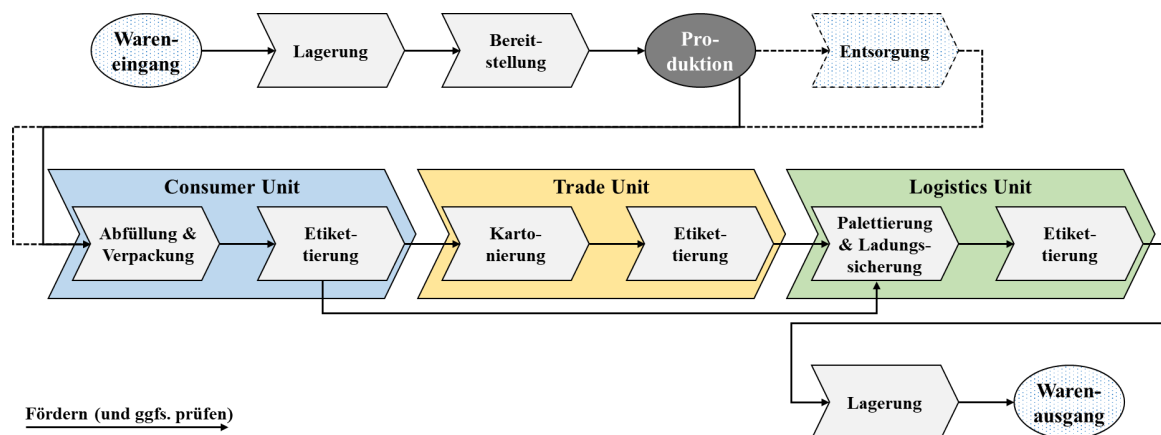 Waren-
eingang
Lagerung
Bereit-
stellung
Pro-
duktion
Entsorgung
Consumer Unit
Abfüllung &
Verpackung
Etiket-
tierung
Trade Unit
Karto-
nierung
Etiket-
tierung
Logistics Unit
Palettierung
& Ladungs-
sicherung
Etiket-
tierung
Lagerung
Waren-
ausgang
Fördern (und ggfs. prüfen)